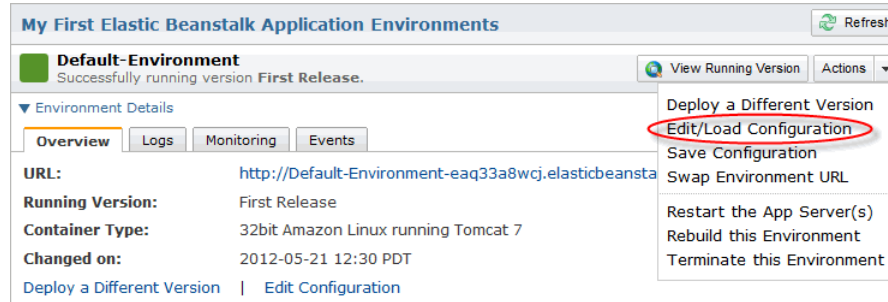 My First Elastic Beanstalk Application Environments
Refresh
Default-Environment
Successfully running version First Release.
View Running Version
Actions
Environment Details
Overview
Logs
Monitoring
Events
Deploy a Different Version
Edit/Load Configuration
Save Configuration
Swap Environment URL
Restart the App Server(s)
Rebuild this Environment
Terminate this Environment
URL: http://Default-Environment-eaq33a8wcj.elasticbeansta
Running Version: First Release
Container Type: 32bit Amazon Linux running Tomcat 7
Changed on: 2012-05-21 12:30 PDT
Deploy a Different Version | Edit Configuration